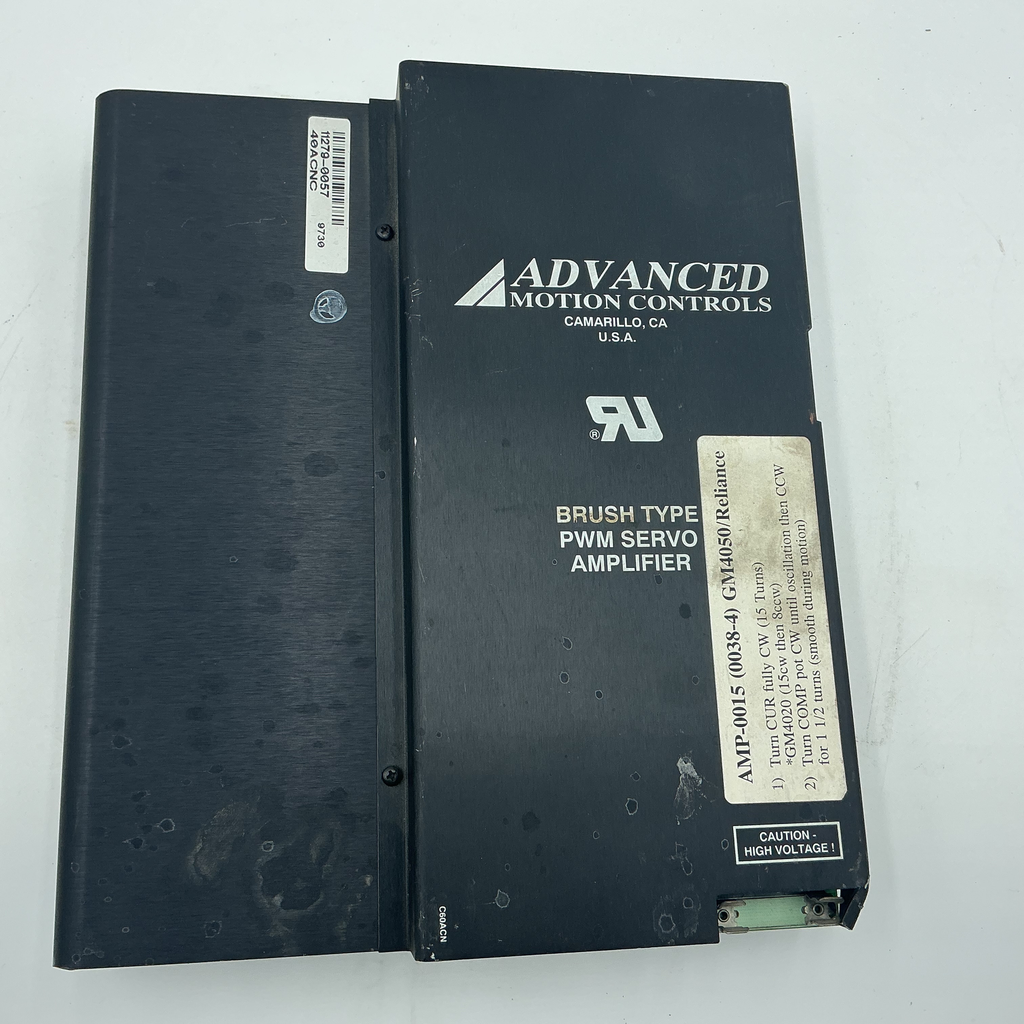 11279-0057
40ACNC 9730
ADVANCED
MOTION CONTROLS
CAMARILLO, CA
U.S.A.
®
BRUSH TYPE
PWM SERVO
AMPLIFIER
AMP-0015 (0038-4) GM4050/Reliance
1) Turn CUR fully CW (15 Turns)
*GM4020 (15cw then 8ccw)
2) Turn COMP pot CW until oscillation then CCW
for 1 1/2 turns (smooth during motion)
CAUTION -
HIGH VOLTAGE !
C60ACN